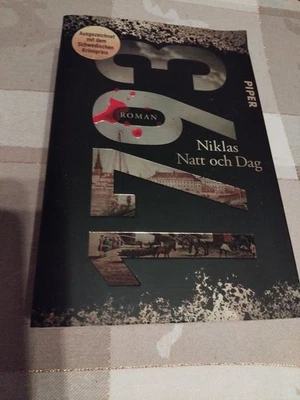 Ausgezeichnet
mit dem
Schwedischen
Krimipreis
1793
ROMAN
PIPER
Niklas
Natt och Dag